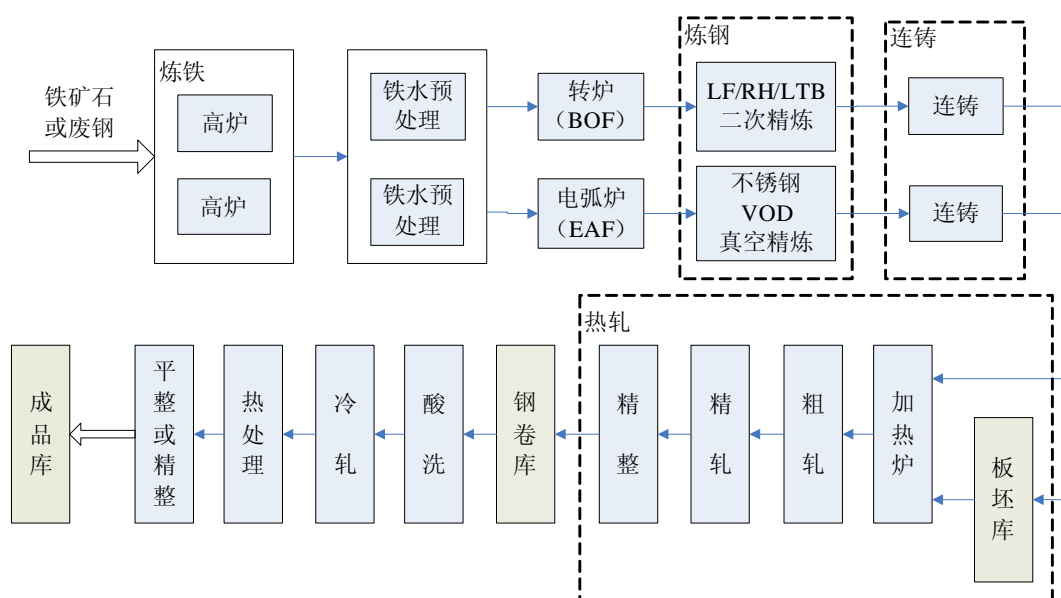 炼铁
铁矿石
或废钢
高炉
高炉
铁水预
处理
铁水预
处理
转炉
（BOF）
电弧炉
（EAF）
炼钢
LF/RH/LTB
二次精炼
不锈钢
VOD
真空精炼
连铸
连铸
连铸
热轧
成品库
平整或精整
热处理
冷轧
酸洗
钢卷库
精整
精轧
粗轧
加热炉
板坯库